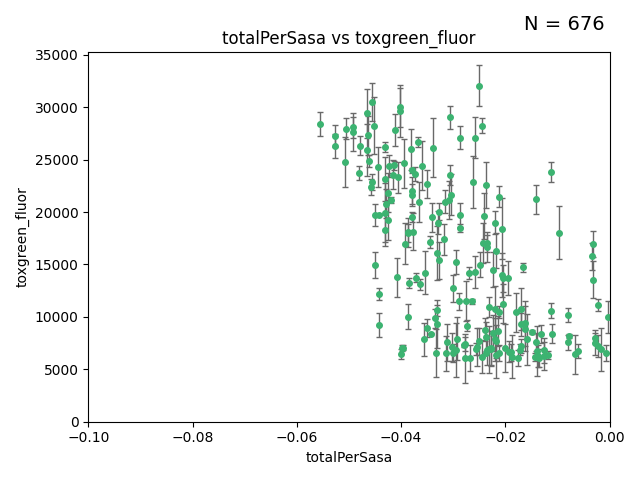 N = 676
totalPerSasa vs toxgreen_fluor
35000
30000
25000
20000
15000
10000
5000
0
toxgreen_fluor
−0.10 −0.08 −0.06 −0.04 −0.02 0.00
totalPerSasa